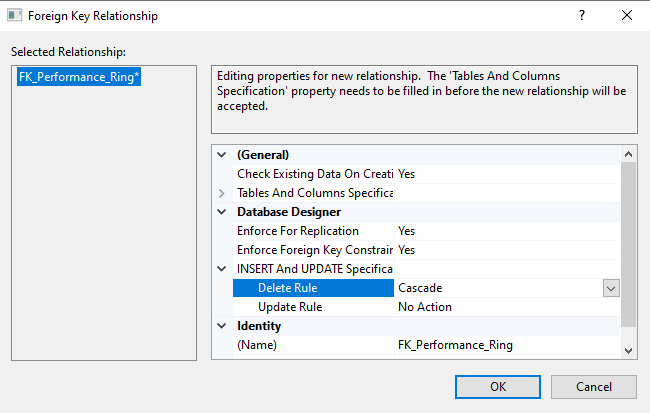 Foreign Key Relationship
Selected Relationship:
FK_Performance_Ring*
Editing properties for new relationship.  The 'Tables And Columns
Specification' property needs to be filled in before the new relationship will be
accepted.
(General)
Check Existing Data On Creati Yes
Tables And Columns Specifica
Database Designer
Enforce For Replication Yes
Enforce Foreign Key Constrain Yes
INSERT And UPDATE Specifica
Delete Rule Cascade
Update Rule No Action
Identity
(Name) FK_Performance_Ring
OK Cancel